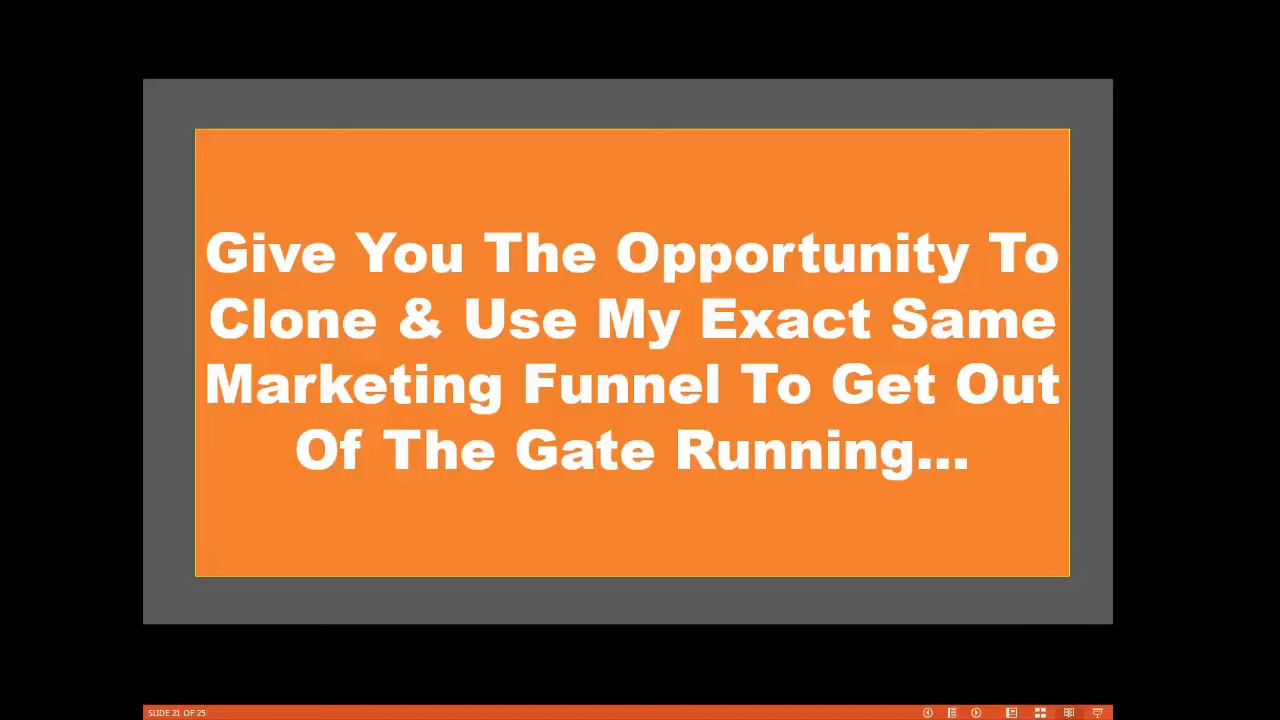 Give You The Opportunity To
Clone & Use My Exact Same
Marketing Funnel To Get Out
Of The Gate Running...
SLIDE 21 OF 25